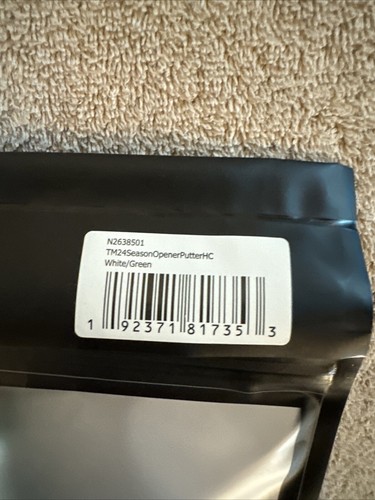 N2638501
TM24SeasonOpenerPutterHC
White/Green
1 92371 81735 3